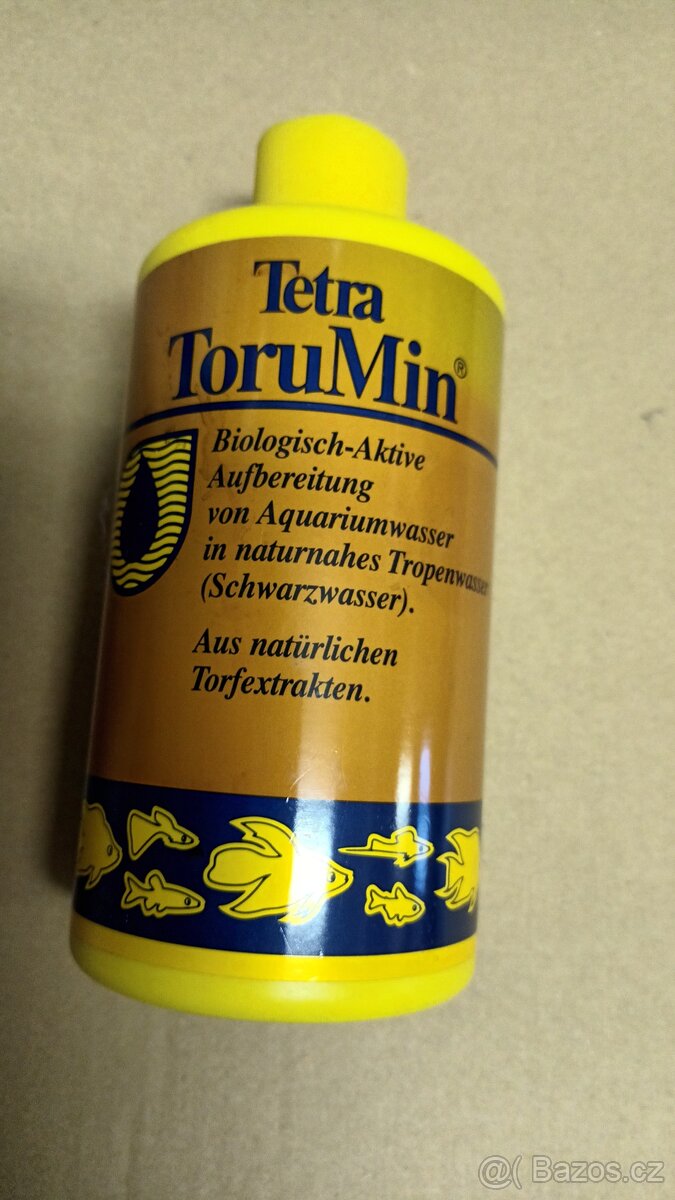 Tetra
ToruMin®
Biologisch-Aktive
Aufbereitung
von Aquariumwasser
in naturnahes Tropenwasser
(Schwarzwasser).
Aus natürlichen
Torfextrakten.
@( Bazos.cz